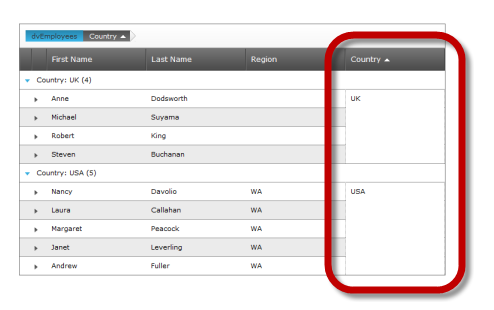 dvEmployees Country
First Name Last Name Region Country
Country: UK (4)
Anne Dodsworth UK
Michael Suyama
Robert King
Steven Buchanan
Country: USA (5)
Nancy Davolio WA USA
Laura Callahan WA
Margaret Peacock WA
Janet Leverling WA
Andrew Fuller WA